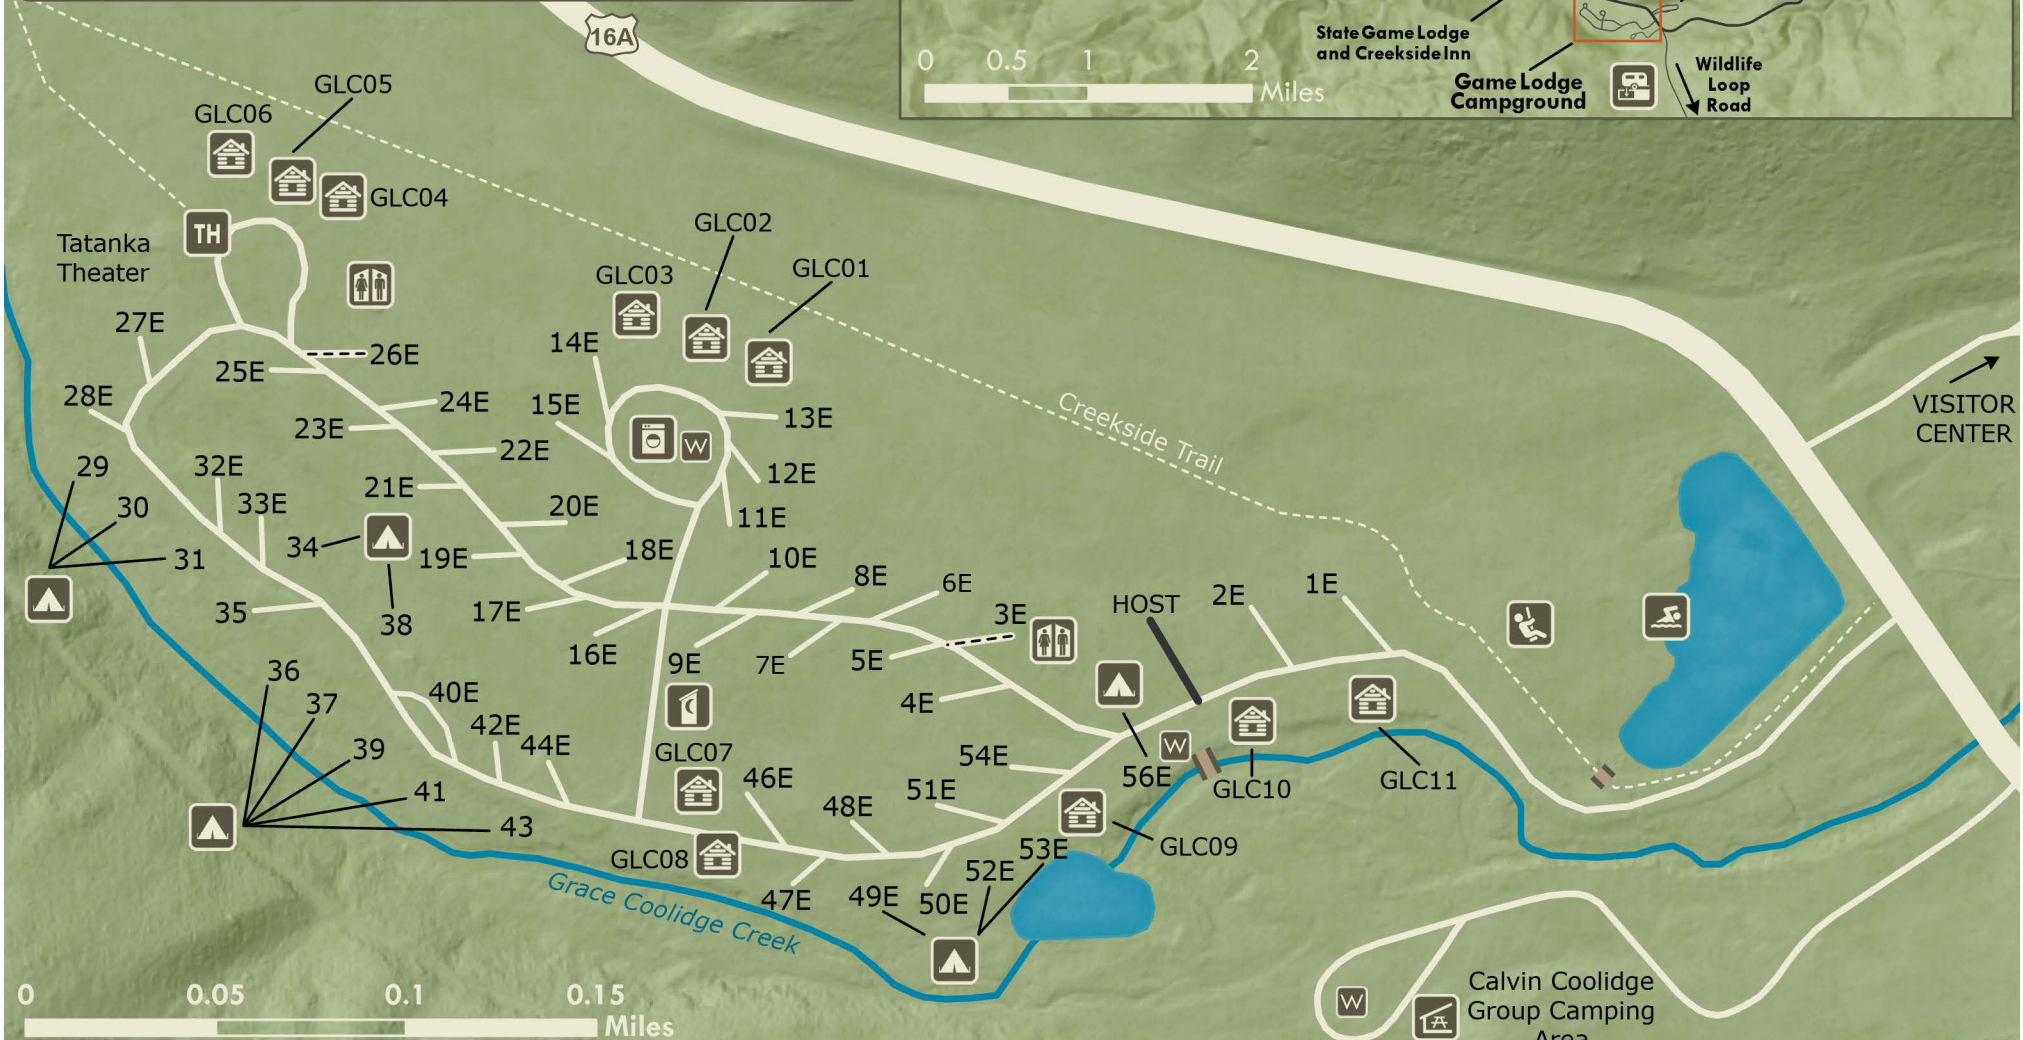 16A
0 0.5 1 2
Miles
State Game Lodge
and Creekside Inn
Game Lodge
Campground
Wildlife
Loop
Road
GLC05
GLC06
GLC04
TH
Tatanka
Theater
GLC02
GLC03
GLC01
27E
26E
25E
28E
24E
23E
22E
21E
20E
19E
18E
17E
16E
14E
15E
13E
12E
11E
W
Creekside Trail
VISITOR
CENTER
29
30
31
32E
33E
34
38
35
36
37
39
41
43
40E
42E
44E
10E
9E
8E
7E
6E
5E
3E
4E
HOST
2E
1E
GLC07
GLC08
46E
47E
48E
49E
50E
51E
52E
53E
54E
56E
W
GLC10
GLC11
GLC09
Grace Coolidge Creek
0 0.05 0.1 0.15
Miles
W
Calvin Coolidge
Group Camping
Area